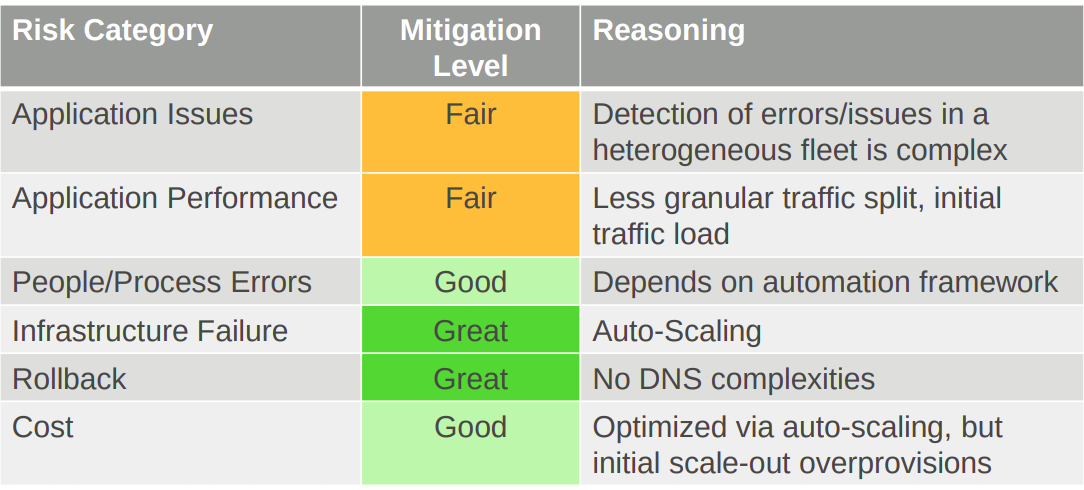 Risk Category
Mitigation
Level
Reasoning
Application Issues
Fair
Detection of errors/issues in a
heterogeneous fleet is complex
Application Performance
Fair
Less granular traffic split, initial
traffic load
People/Process Errors
Good
Depends on automation framework
Infrastructure Failure
Great
Auto-Scaling
Rollback
Great
No DNS complexities
Cost
Good
Optimized via auto-scaling, but
initial scale-out overprovisions